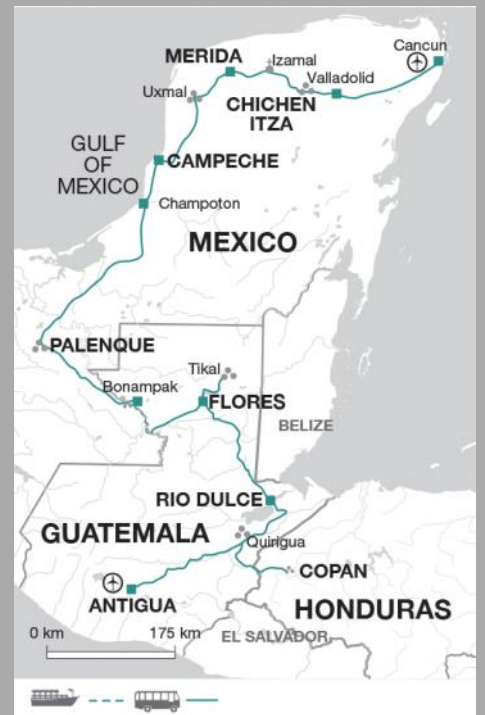 Cancun
MERIDA
Izamal
Valladolid
Uxmal
CHICHEN
ITZA
GULF
OF
MEXICO
CAMPECHE
Champoton
MEXICO
PALENQUE
Tikal
Bonampak
FLORES
BELIZE
RIO DULCE
GUATEMALA
Quirigua
COPAN
ANTIGUA
HONDURAS
EL SALVADOR
0 km 175 km